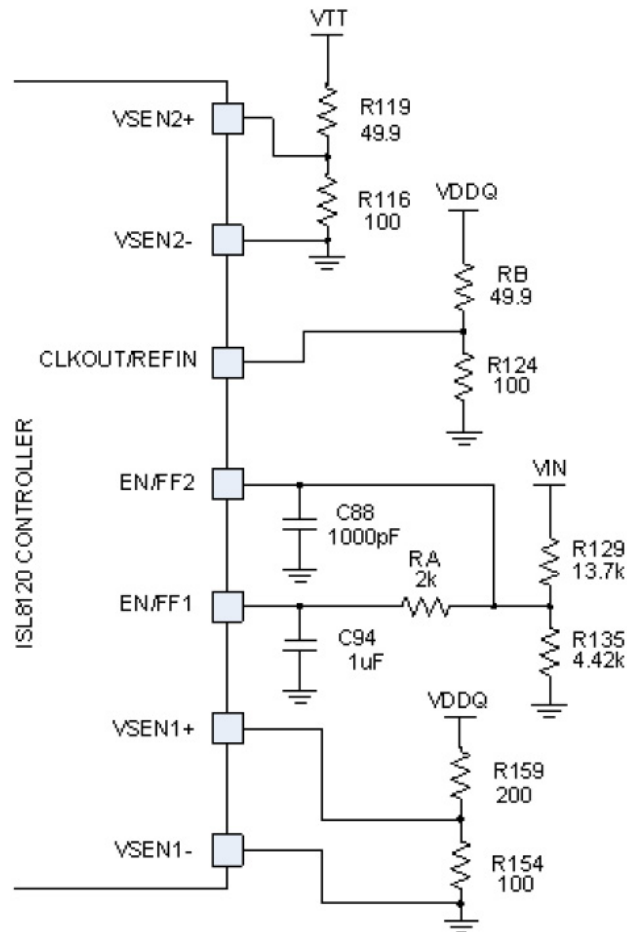 VTT
R119
49.9
VSEN2+
R116
100
VSEN2-
VDDQ
RB
49.9
CLKOUT/REFIN
R124
100
ISL8120 CONTROLLER
EN/FF2
VIN
C88
1000pF
R129
13.7k
RA
2k
EN/FF1
C94
1uF
R135
4.42k
VDDQ
VSEN1+
R159
200
VSEN1-
R154
100